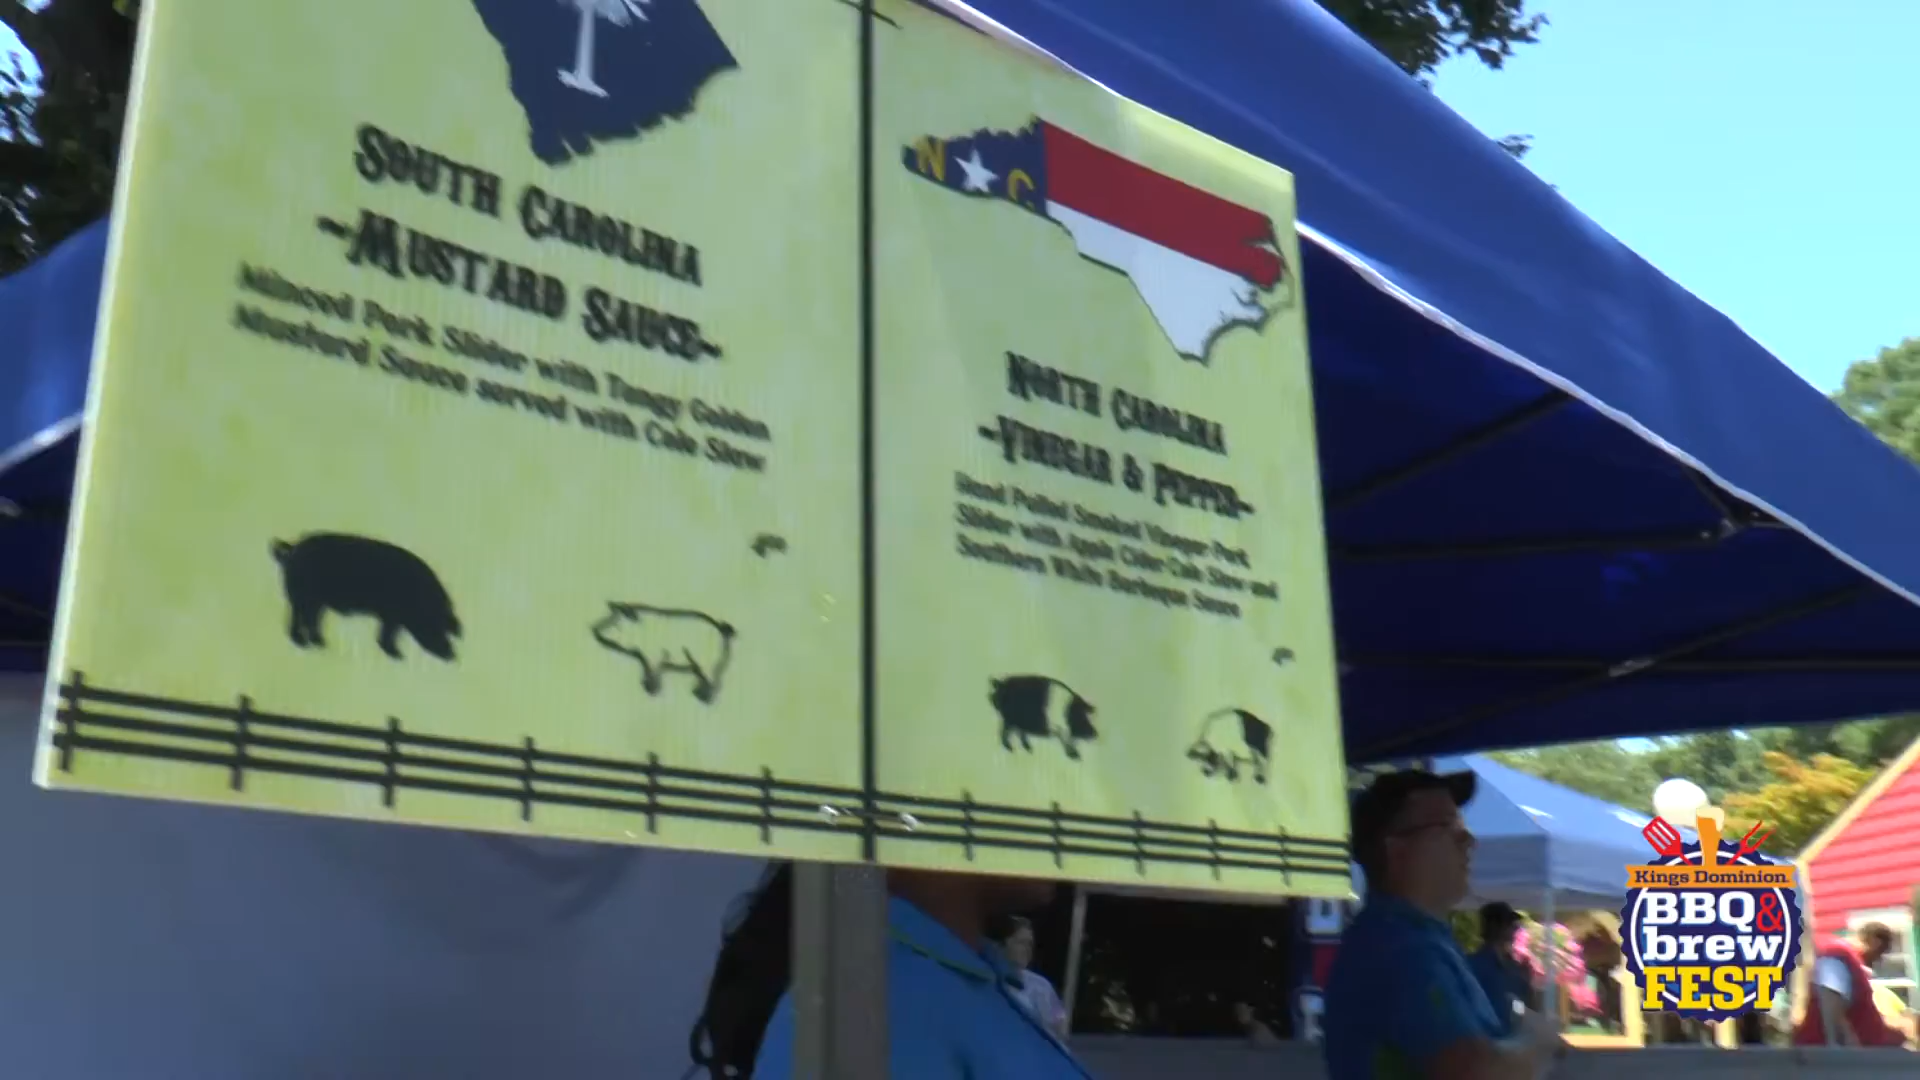 South Carolina
~Mustard Sauce~
Minced Pork Slider with Tangy Golden
Mustard Sauce served with Cole Slaw
N C
North Carolina
~Vinegar & Pepper~
Hand Pulled Smoked Vinegar Pork
Slider with Apple Cider Cole Slaw and
Southern White Barbeque Sauce
Kings Dominion
BBQ&
brew
FEST